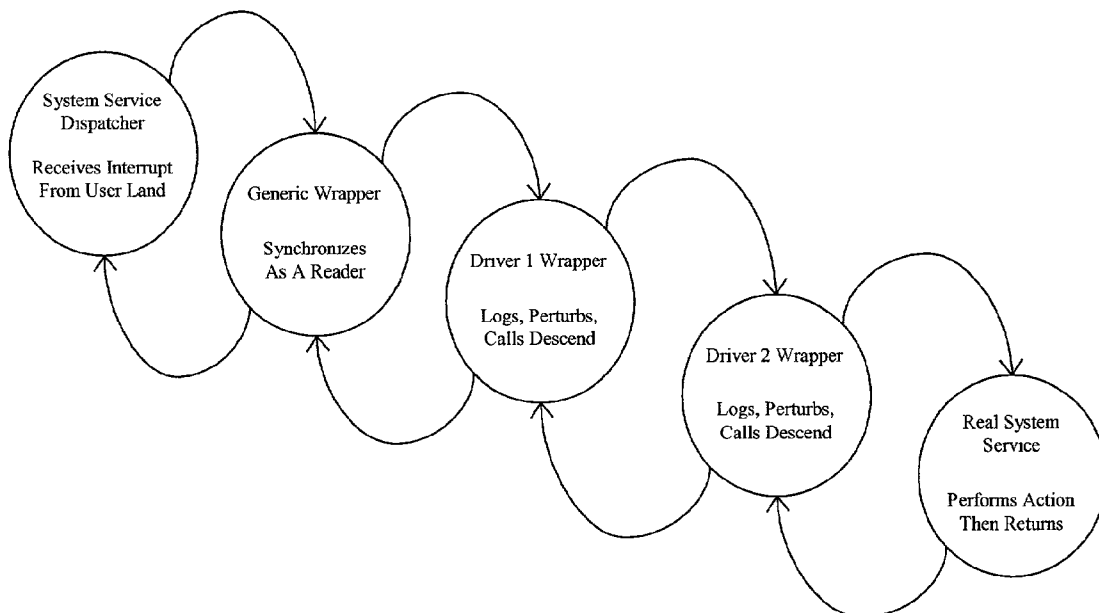 System Service
Dispatcher
Receives Interrupt
From User Land
Generic Wrapper
Synchronizes
As A Reader
Driver 1 Wrapper
Logs, Perturbs,
Calls Descend
Driver 2 Wrapper
Logs, Perturbs,
Calls Descend
Real System
Service
Performs Action
Then Returns